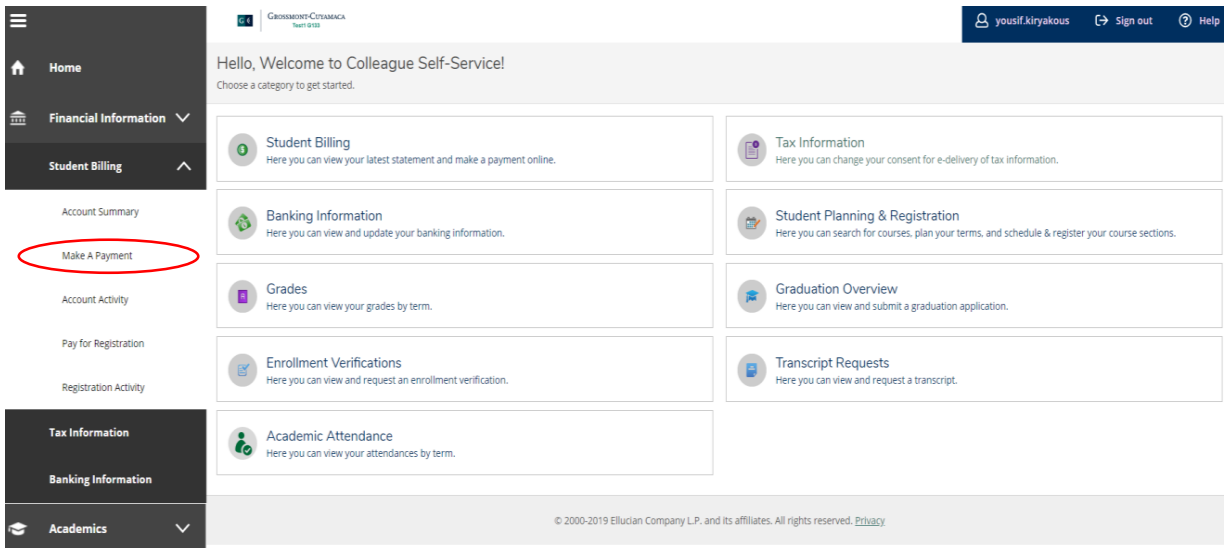 GROSSMONT-CUYAMACA
Test1 G133
yousif.kiryakous
Sign out
Help
Home
Financial Information
Student Billing
Account Summary
Make A Payment
Account Activity
Pay for Registration
Registration Activity
Tax Information
Banking Information
Academics
Hello, Welcome to Colleague Self-Service!
Choose a category to get started.
Student Billing
Here you can view your latest statement and make a payment online.
Tax Information
Here you can change your consent for e-delivery of tax information.
Banking Information
Here you can view and update your banking information.
Student Planning & Registration
Here you can search for courses, plan your terms, and schedule & register your course sections.
Grades
Here you can view your grades by term.
Graduation Overview
Here you can view and submit a graduation application.
Enrollment Verifications
Here you can view and request an enrollment verification.
Transcript Requests
Here you can view and request a transcript.
Academic Attendance
Here you can view your attendances by term.
© 2000-2019 Ellucian Company L.P. and its affiliates. All rights reserved. Privacy